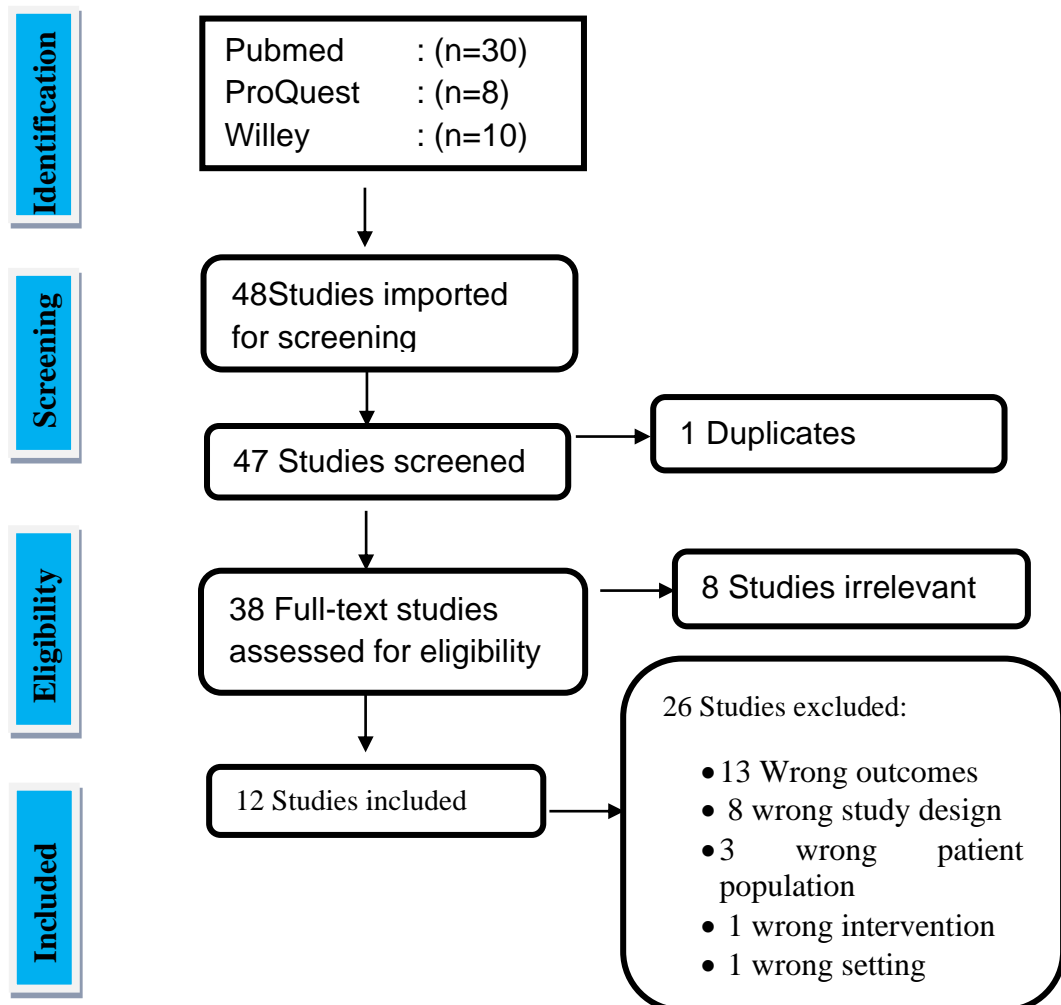 Identification
Pubmed : (n=30)
ProQuest : (n=8)
Willey : (n=10)
Screening
48Studies imported
for screening
47 Studies screened
1 Duplicates
Eligibility
38 Full-text studies
assessed for eligibility
8 Studies irrelevant
Included
12 Studies included
26 Studies excluded:
• 13 Wrong outcomes
• 8 wrong study design
• 3 wrong patient
population
• 1 wrong intervention
• 1 wrong setting